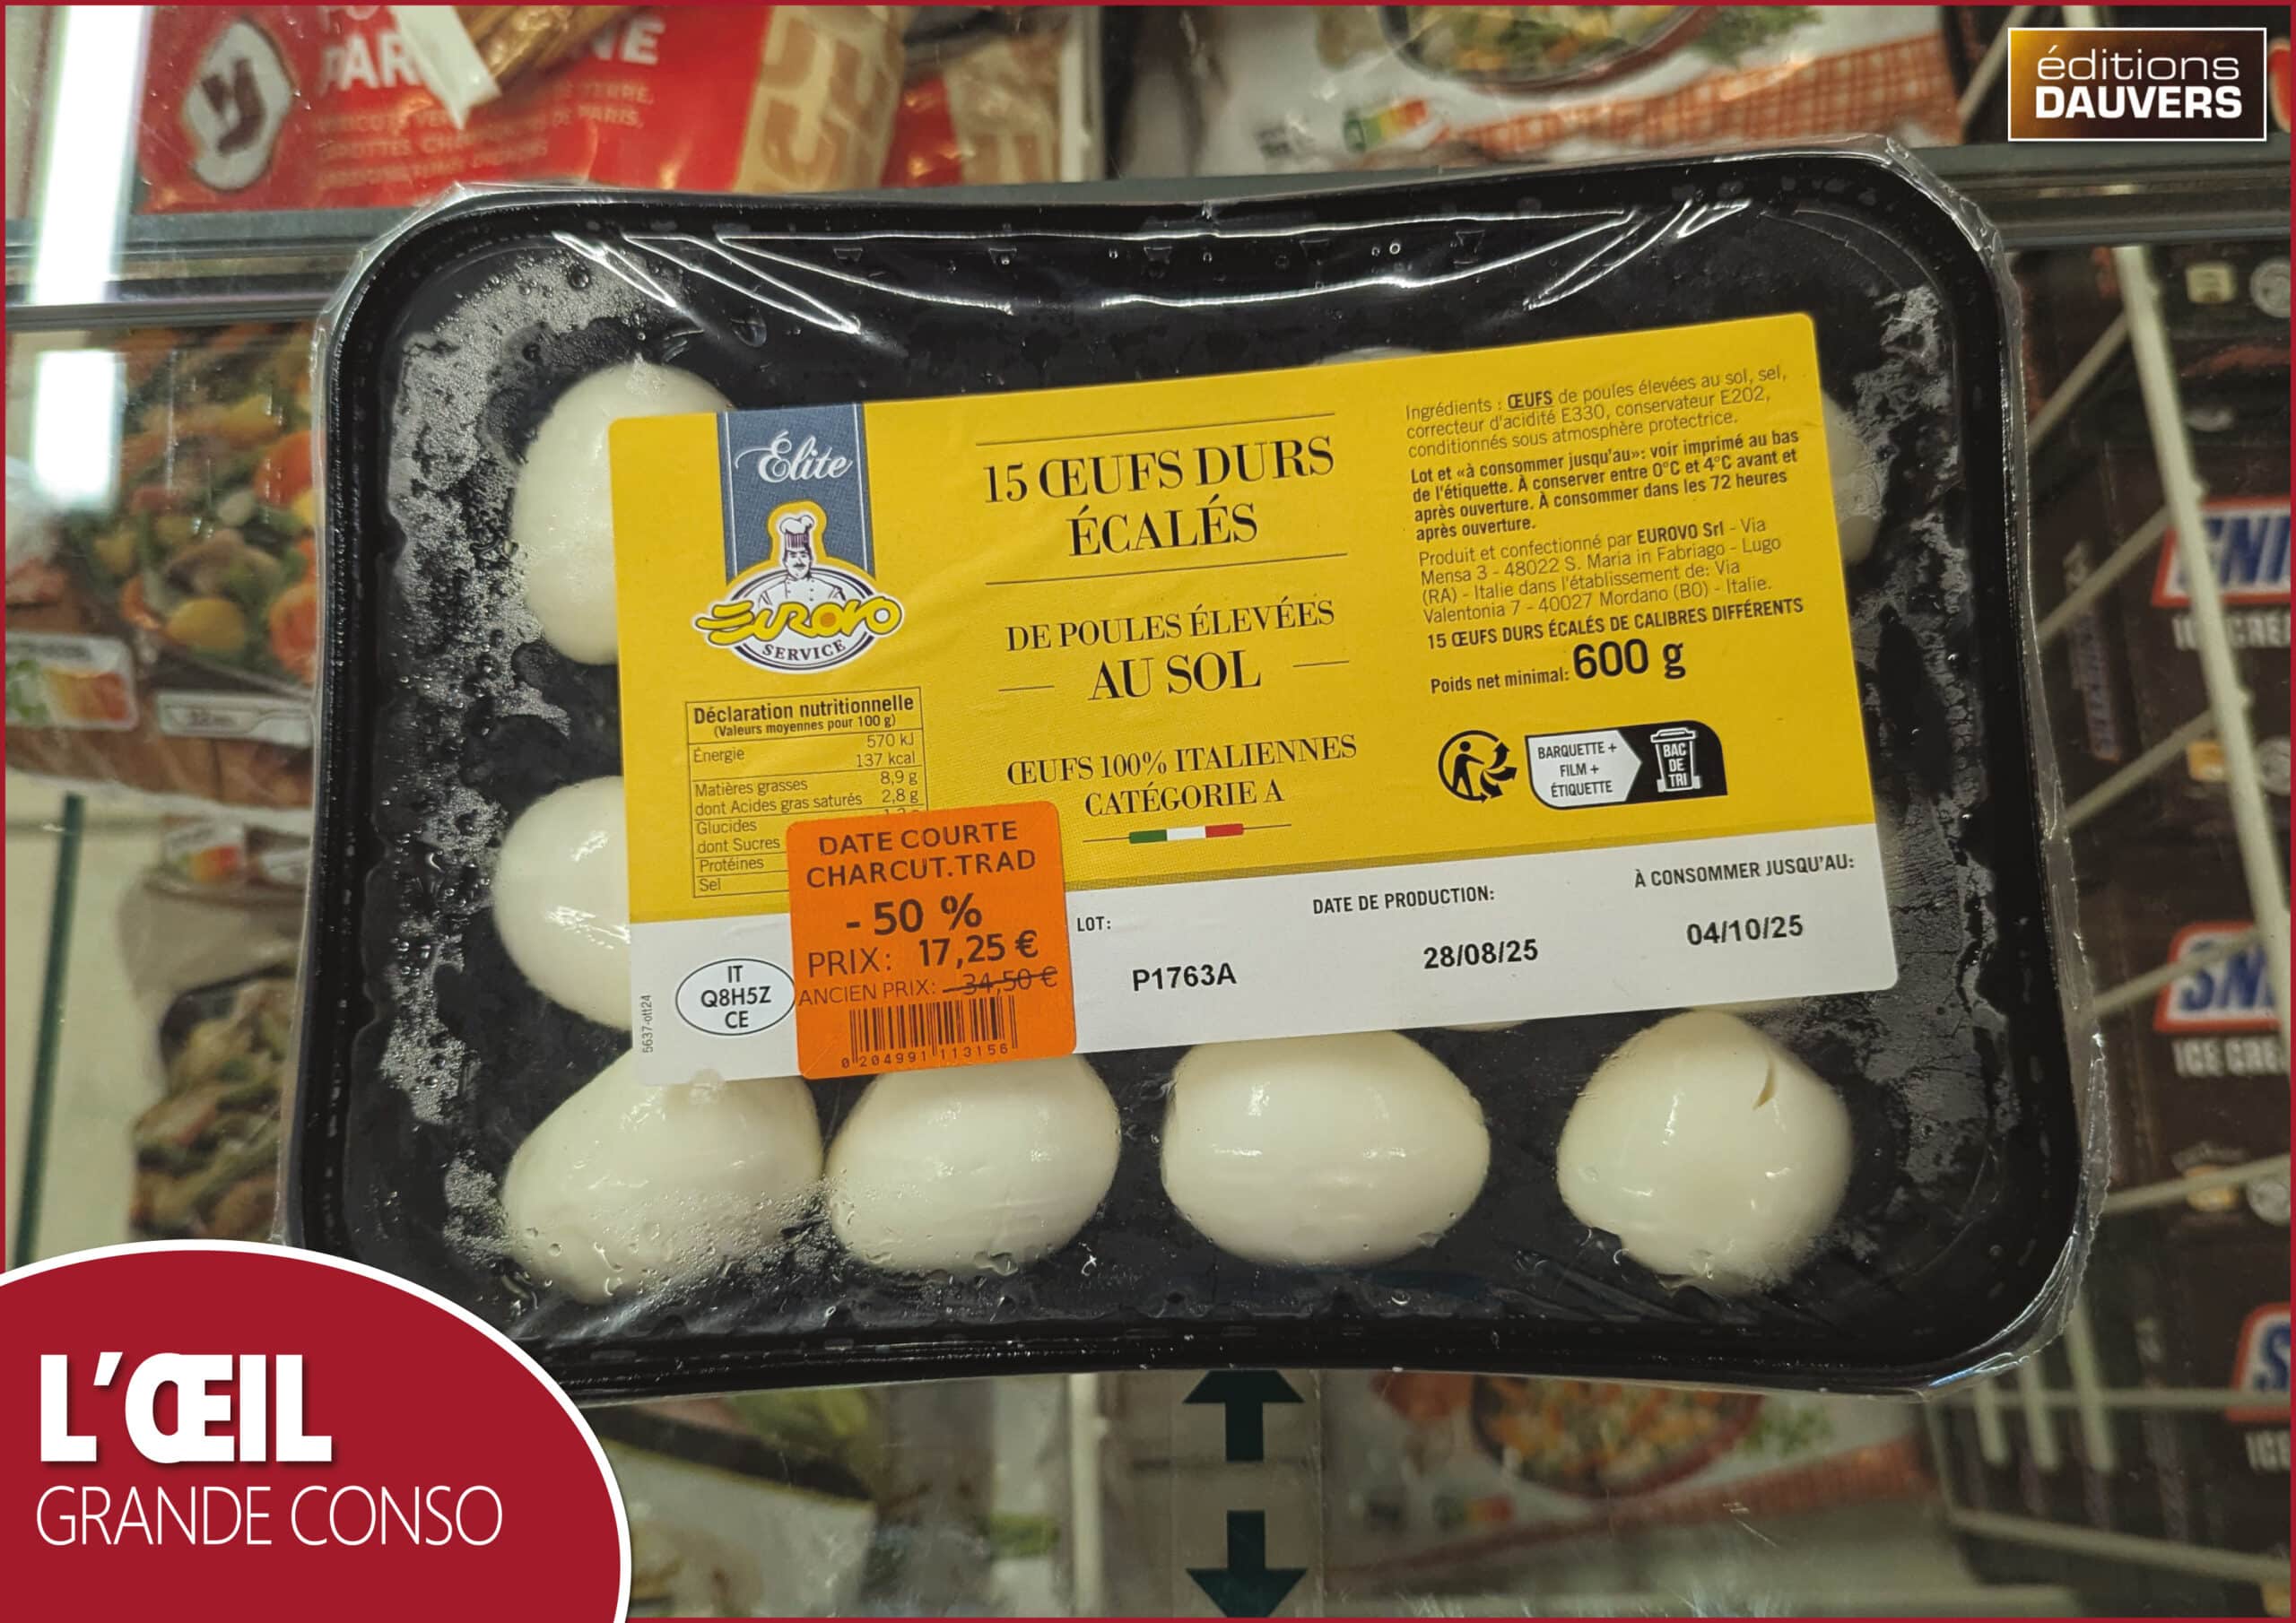 éditions
DAUVERS
Élite
EUROVO
SERVICE
15 ŒUFS DURS
ÉCALÉS
DE POULES ÉLEVÉES
AU SOL
ŒUFS 100% ITALIENNES
CATÉGORIE A
Ingrédients : ŒUFS de poules élevées au sol, sel,
correcteur d'acidité E330, conservateur E202,
conditionnés sous atmosphère protectrice.
Lot et «à consommer jusqu'au»: voir imprimé au bas
de l'étiquette. À conserver entre 0°C et 4°C avant et
après ouverture. À consommer dans les 72 heures
après ouverture.
Produit et confectionné par EUROVO Srl - Via
Mensa 3 - 48022 S. Maria in Fabriago - Lugo
(RA) - Italie dans l'établissement de: Via
Valentonia 7 - 40027 Mordano (BO) - Italie.
15 ŒUFS DURS ÉCALÉS DE CALIBRES DIFFÉRENTS
Poids net minimal: 600 g
BARQUETTE +
FILM +
ÉTIQUETTE
BAC
DE
TRI
Déclaration nutritionnelle
(Valeurs moyennes pour 100 g)
Énergie 570 kJ
137 kcal
Matières grasses 8,9 g
dont Acides gras saturés 2,8 g
Glucides
dont Sucres
Protéines
Sel
DATE COURTE
CHARCUT.TRAD
- 50 %
PRIX: 17,25 €
ANCIEN PRIX: 34,50 €
0 204991 113156
IT
Q8H5Z
CE
5637-ott24
LOT:
P1763A
DATE DE PRODUCTION:
28/08/25
À CONSOMMER JUSQU'AU:
04/10/25
L'ŒIL
GRANDE CONSO